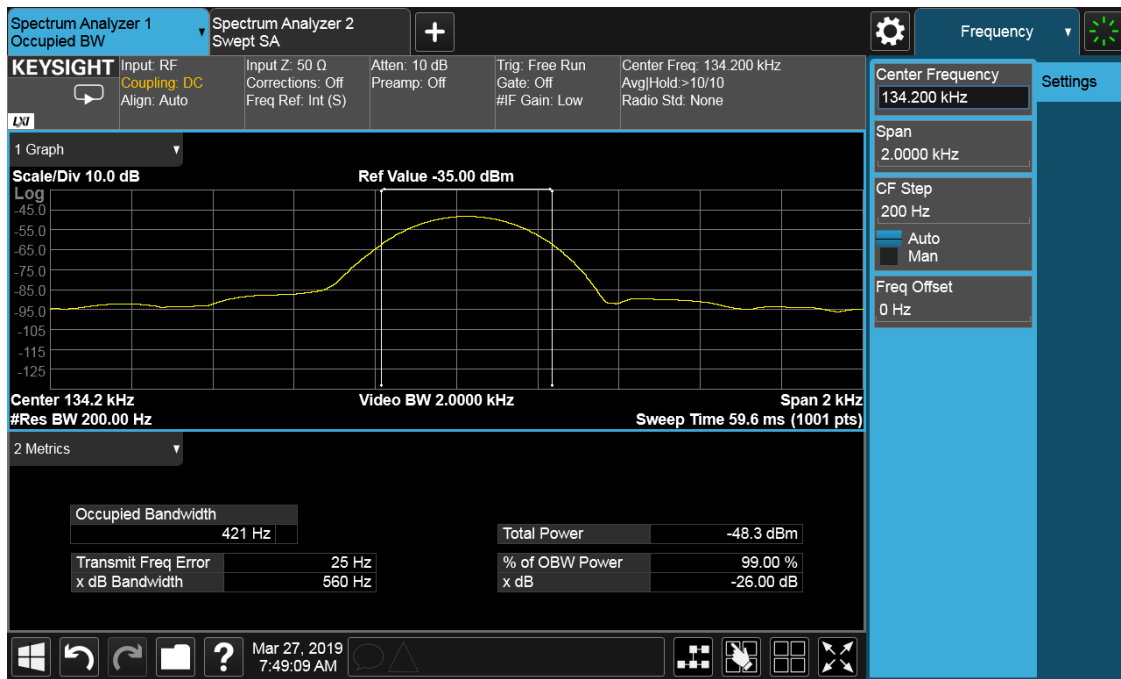 Spectrum Analyzer 1
Occupied BW
Spectrum Analyzer 2
Swept SA
Frequency
KEYSIGHT
LXI
Input: RF
Coupling: DC
Align: Auto
Input Z: 50 Ω
Corrections: Off
Freq Ref: Int (S)
Atten: 10 dB
Preamp: Off
Trig: Free Run
Gate: Off
#IF Gain: Low
Center Freq: 134.200 kHz
Avg|Hold:>10/10
Radio Std: None
Center Frequency
134.200 kHz
Settings
Span
2.0000 kHz
CF Step
200 Hz
Auto
Man
Freq Offset
0 Hz
1 Graph
Scale/Div 10.0 dB
Ref Value -35.00 dBm
Log
-45.0
-55.0
-65.0
-75.0
-85.0
-95.0
-105
-115
-125
Center 134.2 kHz
Video BW 2.0000 kHz
Span 2 kHz
#Res BW 200.00 Hz
Sweep Time 59.6 ms (1001 pts)
2 Metrics
Occupied Bandwidth
421 Hz
Total Power -48.3 dBm
Transmit Freq Error 25 Hz
% of OBW Power 99.00 %
x dB Bandwidth 560 Hz
x dB -26.00 dB
?
Mar 27, 2019
7:49:09 AM